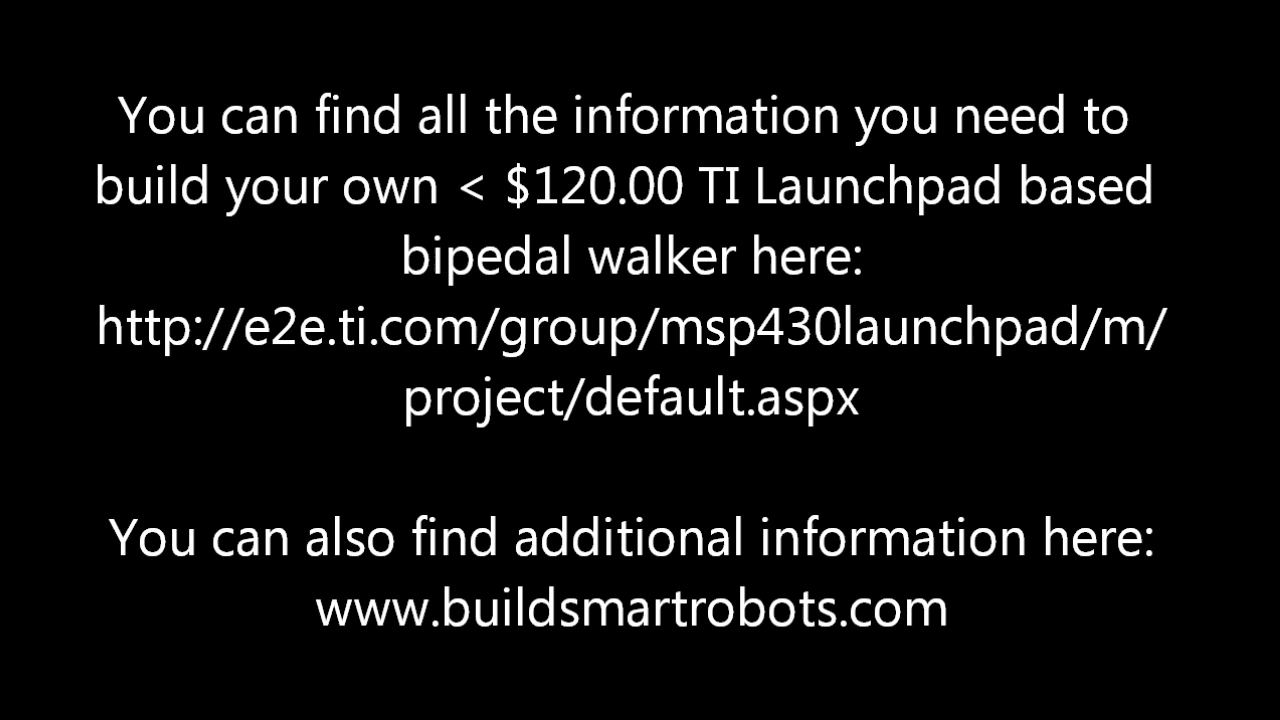 You can find all the information you need to
build your own < $120.00 TI Launchpad based
bipedal walker here:
http://e2e.ti.com/group/msp430launchpad/m/
project/default.aspx
You can also find additional information here:
www.buildsmartrobots.com